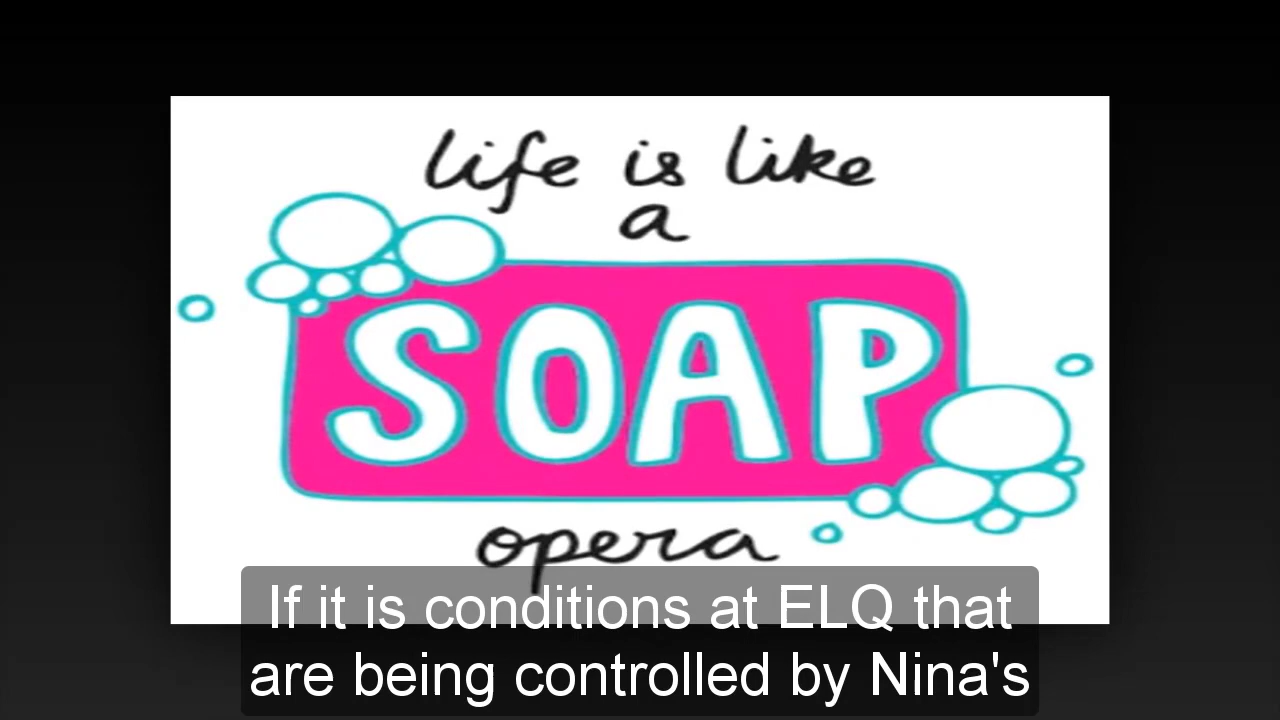 life is like
a
SOAP
opera
If it is conditions at ELQ that
are being controlled by Nina's